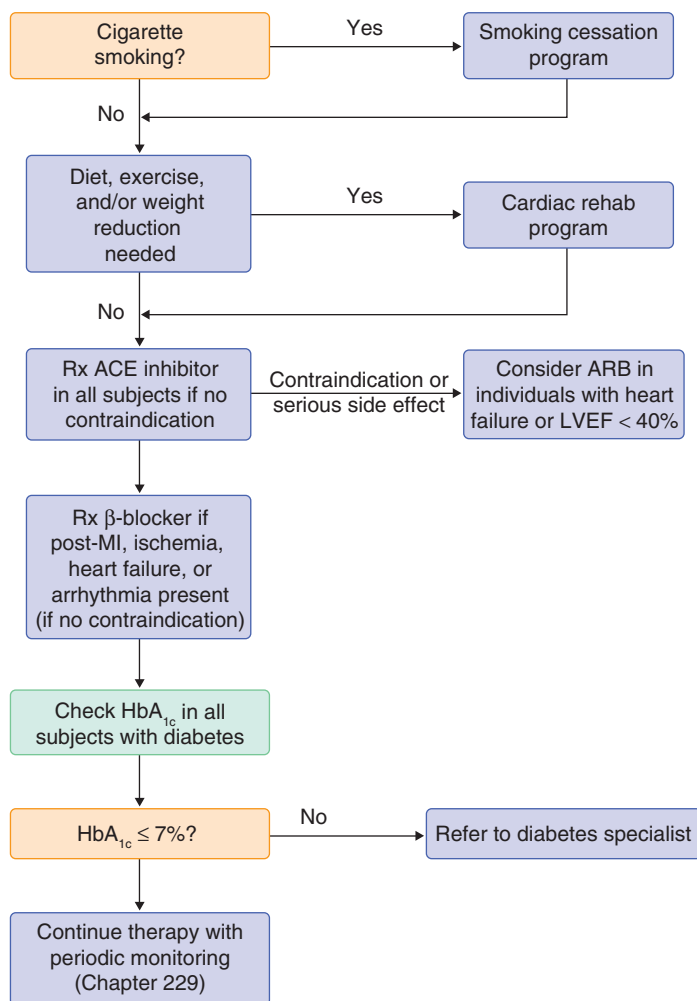 Cigarette
smoking?
Yes
Smoking cessation
program
No
Diet, exercise,
and/or weight
reduction
needed
Yes
Cardiac rehab
program
No
Rx ACE inhibitor
in all subjects if no
contraindication
Contraindication or
serious side effect
Consider ARB in
individuals with heart
failure or LVEF < 40%
Rx β-blocker if
post-MI, ischemia,
heart failure, or
arrhythmia present
(if no contraindication)
Check HbA1c in all
subjects with diabetes
HbA1c ≤ 7%?
No
Refer to diabetes specialist
Continue therapy with
periodic monitoring
(Chapter 229)